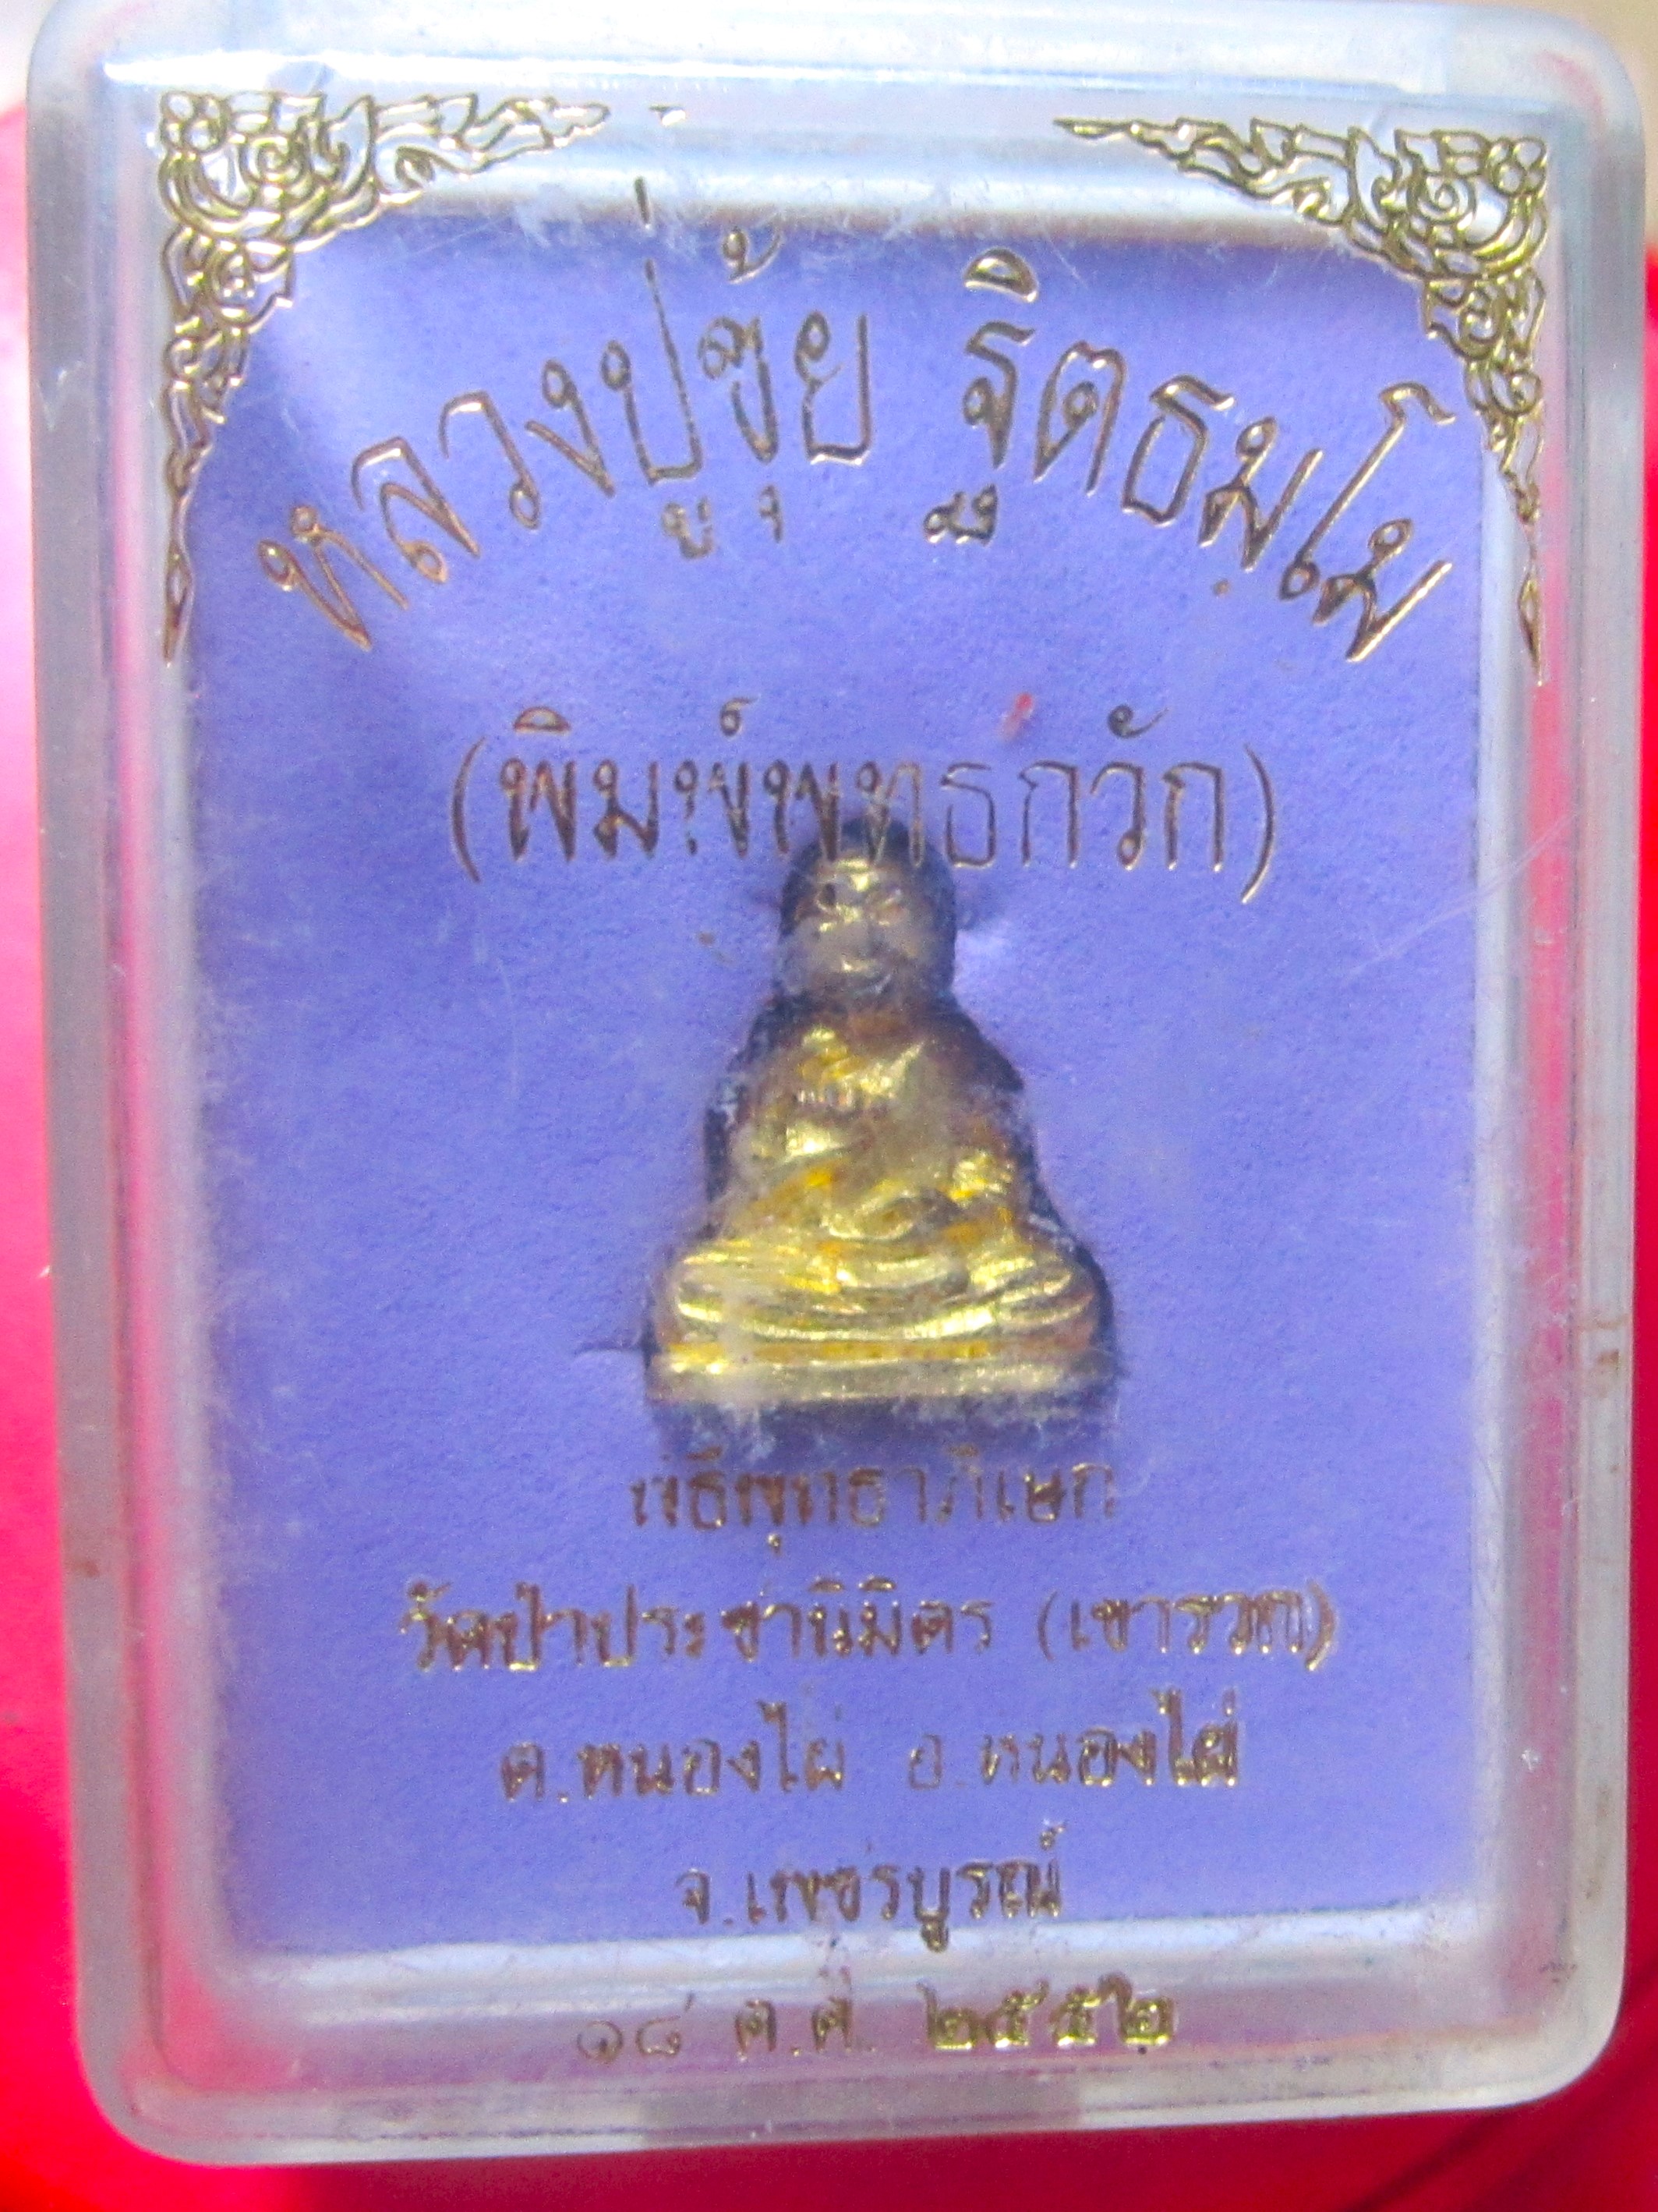 หลวงปู่ขุ้ย ฐิตธมฺโม
(พิมพ์พุทธกวัก)
พิธีพุทธาภิเษก
วัดป่าประชานิมิตร (เขารวก)
ต.หนองไผ่ อ.หนองไผ่
จ.เพชรบูรณ์
๑๘ ต.ค. ๒๕๕๒